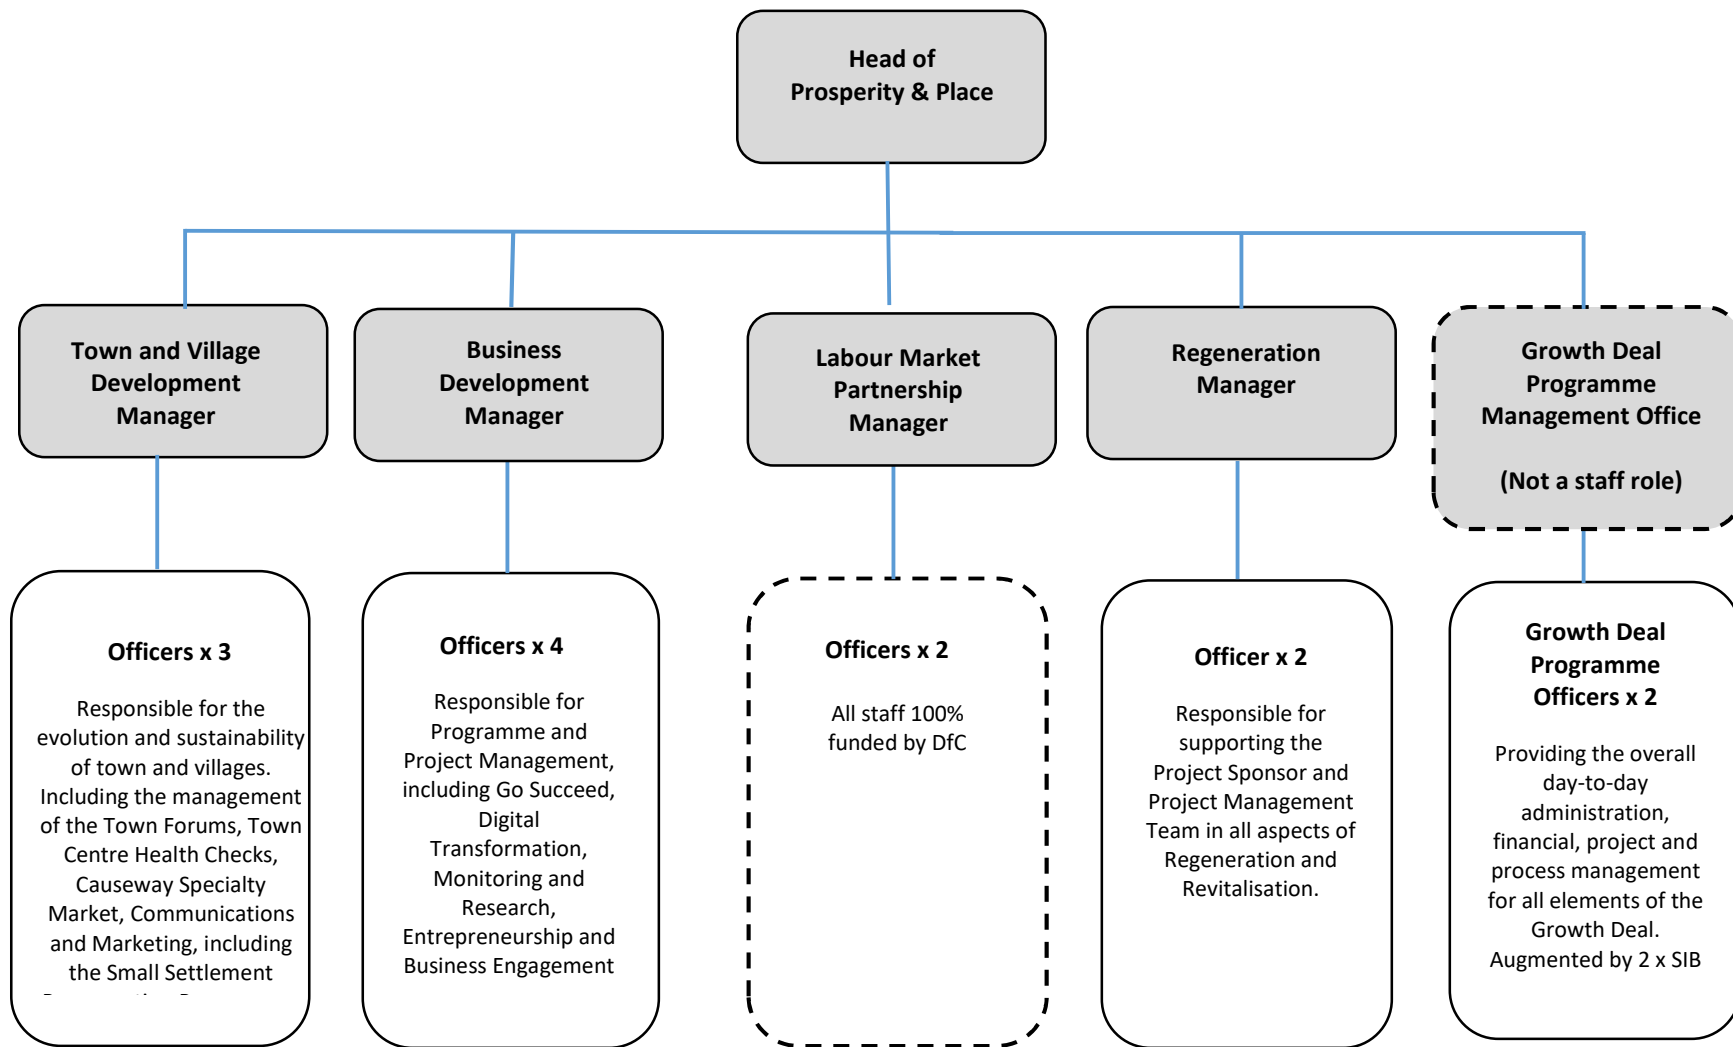 Head of
Prosperity & Place
Town and Village
Development
Manager
Business
Development
Manager
Labour Market
Partnership
Manager
Regeneration
Manager
Growth Deal
Programme
Management Office
(Not a staff role)
Officers x 3
Responsible for the
evolution and sustainability
of town and villages.
Including the management
of the Town Forums, Town
Centre Health Checks,
Causeway Specialty
Market, Communications
and Marketing, including
the Small Settlement
Officers x 4
Responsible for
Programme and
Project Management,
including Go Succeed,
Digital
Transformation,
Monitoring and
Research,
Entrepreneurship and
Business Engagement
Officers x 2
All staff 100%
funded by DfC
Officer x 2
Responsible for
supporting the
Project Sponsor and
Project Management
Team in all aspects of
Regeneration and
Revitalisation.
Growth Deal
Programme
Officers x 2
Providing the overall
day-to-day
administration,
financial, project and
process management
for all elements of the
Growth Deal.
Augmented by 2 x SIB